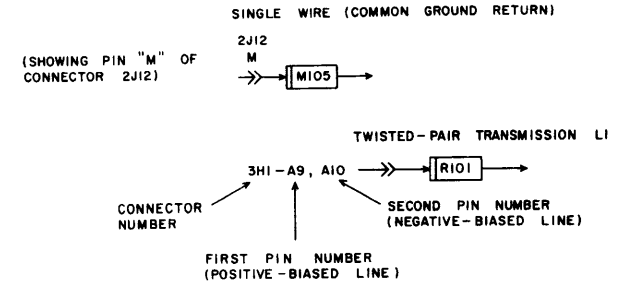 SINGLE WIRE (COMMON GROUND RETURN)
(SHOWING PIN "M" OF
CONNECTOR 2J12)
2J12
M
M105
TWISTED-PAIR TRANSMISSION LI
3H1-A9, A10
R101
CONNECTOR
NUMBER
SECOND PIN NUMBER
(NEGATIVE-BIASED LINE)
FIRST PIN NUMBER
(POSITIVE-BIASED LINE)